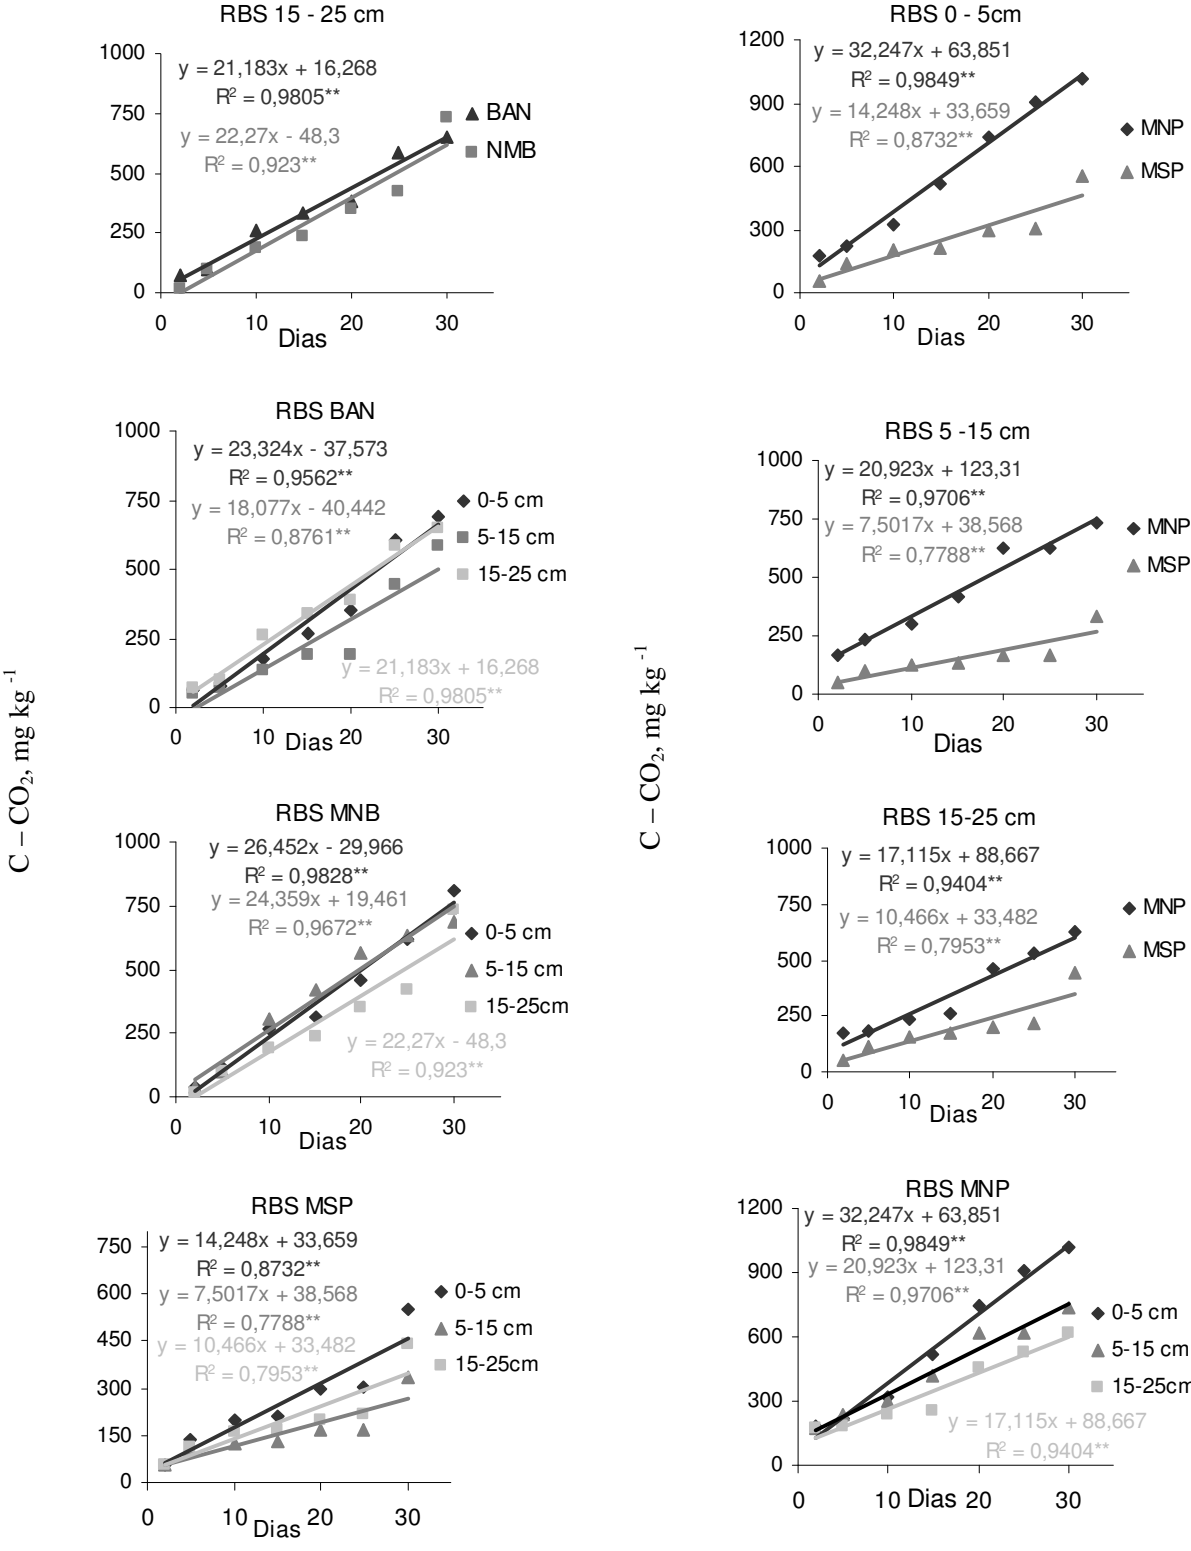 RBS 15 - 25 cm
1000
750
500
250
0
y = 21,183x + 16,268
R² = 0,9805**
y = 22,27x - 48,3
R² = 0,923**
BAN
NMB
0 10 20 30
Dias
RBS 0 - 5cm
1200
900
600
300
0
y = 32,247x + 63,851
R² = 0,9849**
y = 14,248x + 33,659
R² = 0,8732**
MNP
MSP
0 10 20 30
Dias
RBS BAN
1000
750
500
250
0
y = 23,324x - 37,573
R² = 0,9562**
y = 18,077x - 40,442
R² = 0,8761**
0-5 cm
5-15 cm
15-25 cm
y = 21,183x + 16,268
R² = 0,9805**
0 10 20 30
Dias
RBS 5 -15 cm
1000
750
500
250
0
y = 20,923x + 123,31
R² = 0,9706**
y = 7,5017x + 38,568
R² = 0,7788**
MNP
MSP
0 10 20 30
Dias
C – CO₂, mg kg⁻¹
C – CO₂, mg kg⁻¹
RBS MNB
1000
750
500
250
0
y = 26,452x - 29,966
R² = 0,9828**
y = 24,359x + 19,461
R² = 0,9672**
0-5 cm
5-15 cm
15-25cm
y = 22,27x - 48,3
R² = 0,923**
0 10 20 30
Dias
RBS 15-25 cm
1000
750
500
250
0
y = 17,115x + 88,667
R² = 0,9404**
y = 10,466x + 33,482
R² = 0,7953**
MNP
MSP
0 10 20 30
Dias
RBS MSP
750
600
450
300
150
0
y = 14,248x + 33,659
R² = 0,8732**
y = 7,5017x + 38,568
R² = 0,7788**
y = 10,466x + 33,482
R² = 0,7953**
0-5 cm
5-15 cm
15-25cm
0 10 20 30
Dias
RBS MNP
1200
900
600
300
0
y = 32,247x + 63,851
R² = 0,9849**
y = 20,923x + 123,31
R² = 0,9706**
0-5 cm
5-15 cm
15-25cm
y = 17,115x + 88,667
R² = 0,9404**
0 10 Dias 20 30